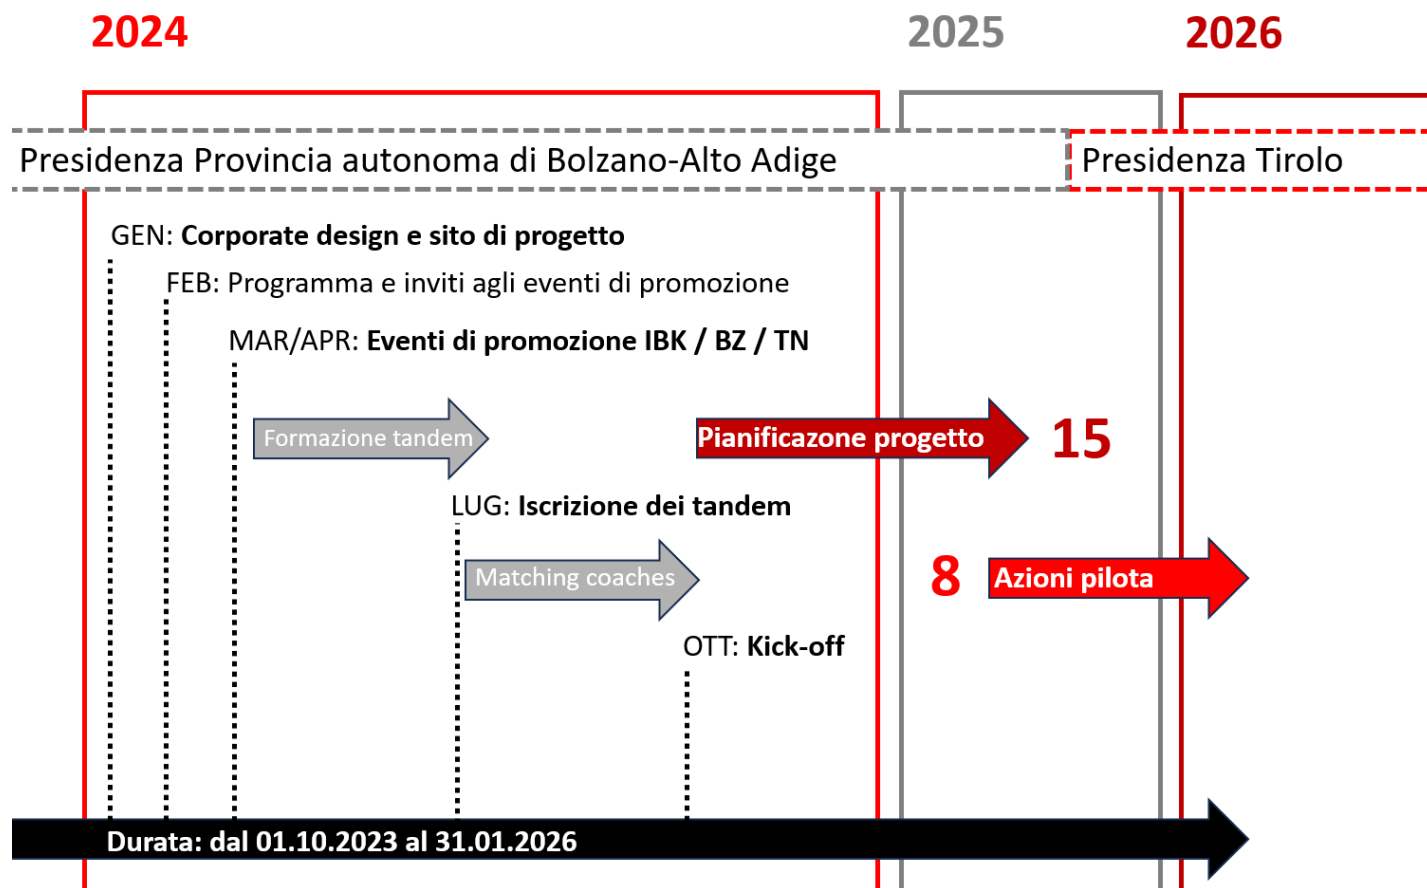 2024
2025
2026
Presidenza Provincia autonoma di Bolzano-Alto Adige
Presidenza Tirolo
GEN: Corporate design e sito di progetto
FEB: Programma e inviti agli eventi di promozione
MAR/APR: Eventi di promozione IBK / BZ / TN
Formazione tandem
Pianificazone progetto
15
LUG: Iscrizione dei tandem
Matching coaches
8
Azioni pilota
OTT: Kick-off
Durata: dal 01.10.2023 al 31.01.2026